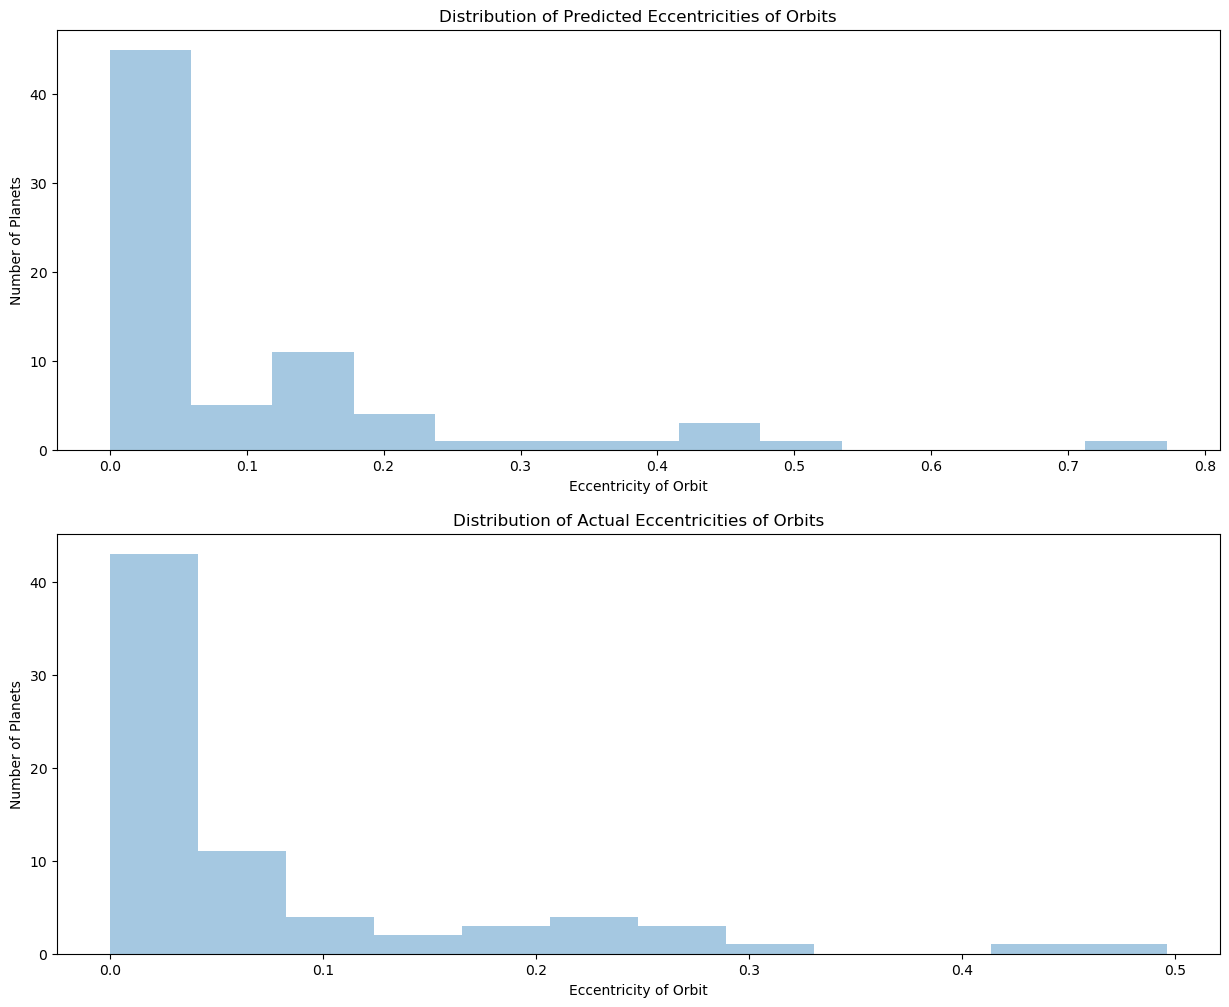 Distribution of Predicted Eccentricities of Orbits
Number of Planets
40
30
20
10
0
0.0 0.1 0.2 0.3 0.4 0.5 0.6 0.7 0.8
Eccentricity of Orbit
Distribution of Actual Eccentricities of Orbits
Number of Planets
40
30
20
10
0
0.0 0.1 0.2 0.3 0.4 0.5
Eccentricity of Orbit